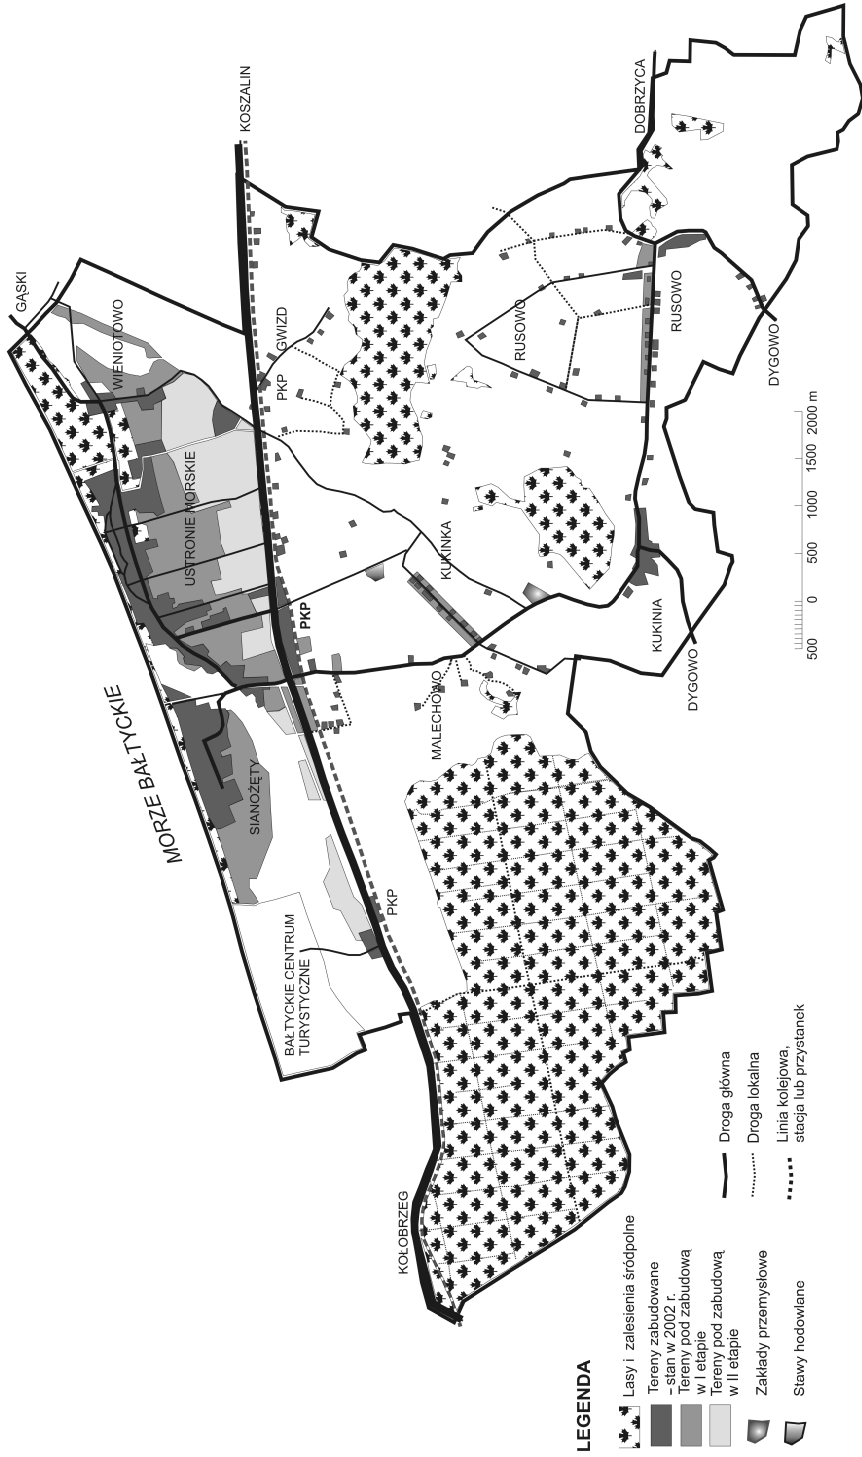 MORZE BAŁTYCKIE
GĄSKI
WIENIOTOWO
KOSZALIN
USTRONIE MORSKIE
SIANOŻĘTY
BAŁTYCKIE CENTRUM
TURYSTYCZNE
KOŁOBRZEG
PKP
PKP
PKP
GWIZD
KUKINKA
MALECHOWO
RUSOWO
RUSOWO
DOBRZYCA
DYGOWO
KUKINIA
DYGOWO
500 0 500 1000 1500 2000 m
LEGENDA
Lasy i zalesienia śródpolne
Tereny zabudowane
– stan w 2002 r.
Tereny pod zabudową
w I etapie
Tereny pod zabudową
w II etapie
Zakłady przemysłowe
Stawy hodowlane
Droga główna
Droga lokalna
Linia kolejowa,
stacja lub przystanek